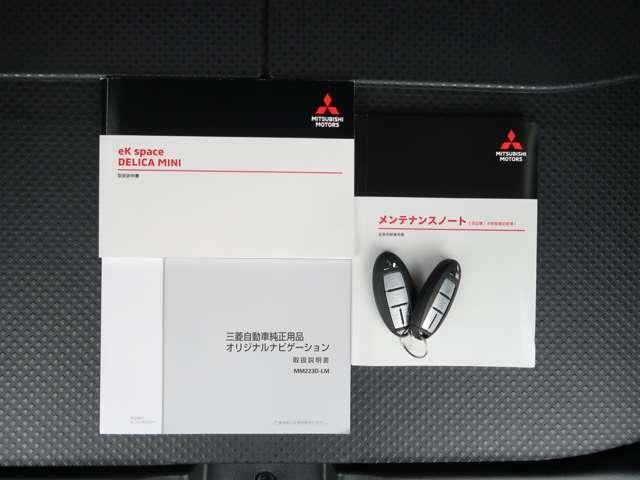 MITSUBISHI
MOTORS
eK space
DELICA MINI
取扱説明書
MITSUBISHI
MOTORS
メンテナンスノート
三菱自動車純正用品
オリジナルナビゲーション
取扱説明書
MM223D-LM